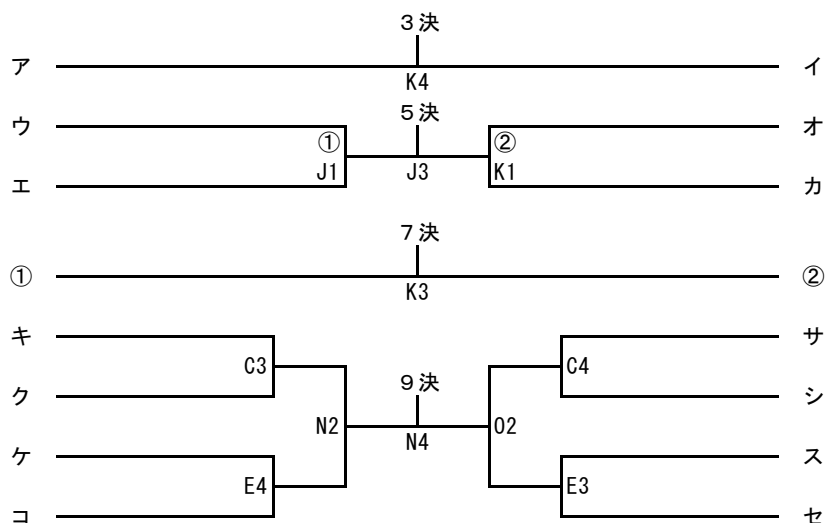 ３決
ア イ
K4
ウ ５決 オ
① ②
J1 J3 K1
エ カ
７決
① ②
K3
キ サ
C3 C4
ク ９決 シ
N2 N4 O2
ケ ス
E4 E3
コ セ